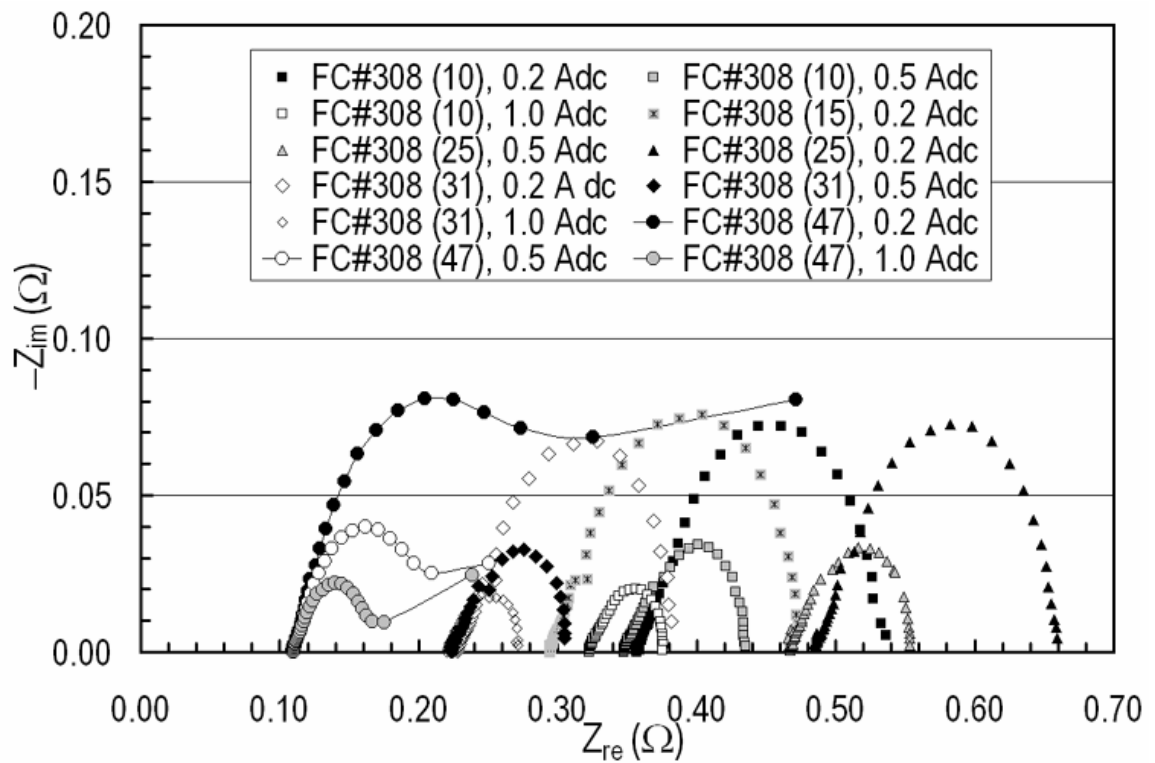 0.20
FC#308 (10), 0.2 Adc FC#308 (10), 0.5 Adc
FC#308 (10), 1.0 Adc FC#308 (15), 0.2 Adc
FC#308 (25), 0.5 Adc FC#308 (25), 0.2 Adc
FC#308 (31), 0.2 A dc FC#308 (31), 0.5 Adc
FC#308 (31), 1.0 Adc FC#308 (47), 0.2 Adc
FC#308 (47), 0.5 Adc FC#308 (47), 1.0 Adc
0.15
–Zim (Ω)
0.10
0.05
0.00
0.00 0.10 0.20 0.30 0.40 0.50 0.60 0.70
Zre (Ω)